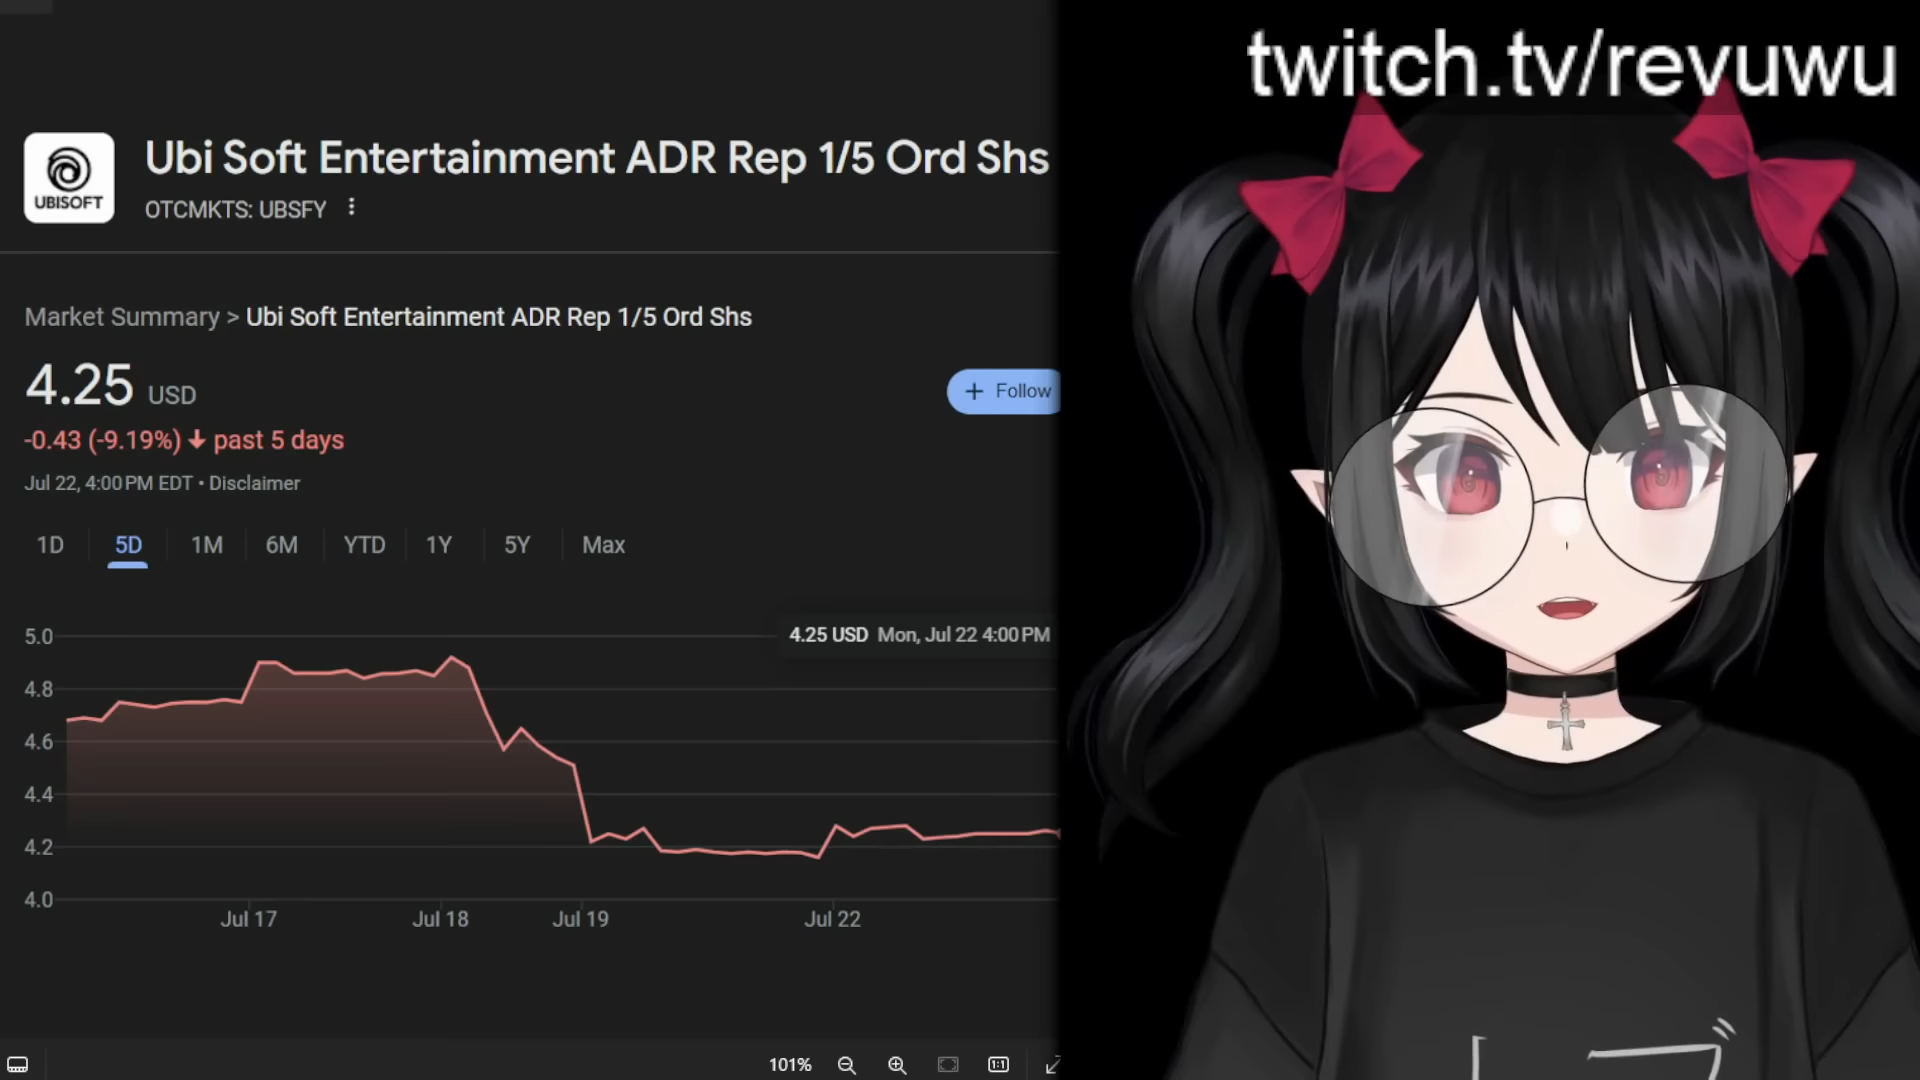 twitch.tv/revuwu
UBISOFT
Ubi Soft Entertainment ADR Rep 1/5 Ord Shs
OTCMKTS: UBSFY
Market Summary > Ubi Soft Entertainment ADR Rep 1/5 Ord Shs
4.25 USD
+ Follow
-0.43 (-9.19%) ↓ past 5 days
Jul 22, 4:00 PM EDT • Disclaimer
1D 5D 1M 6M YTD 1Y 5Y Max
4.25 USD Mon, Jul 22 4:00 PM
5.0
4.8
4.6
4.4
4.2
4.0
Jul 17 Jul 18 Jul 19 Jul 22
101%
1:1